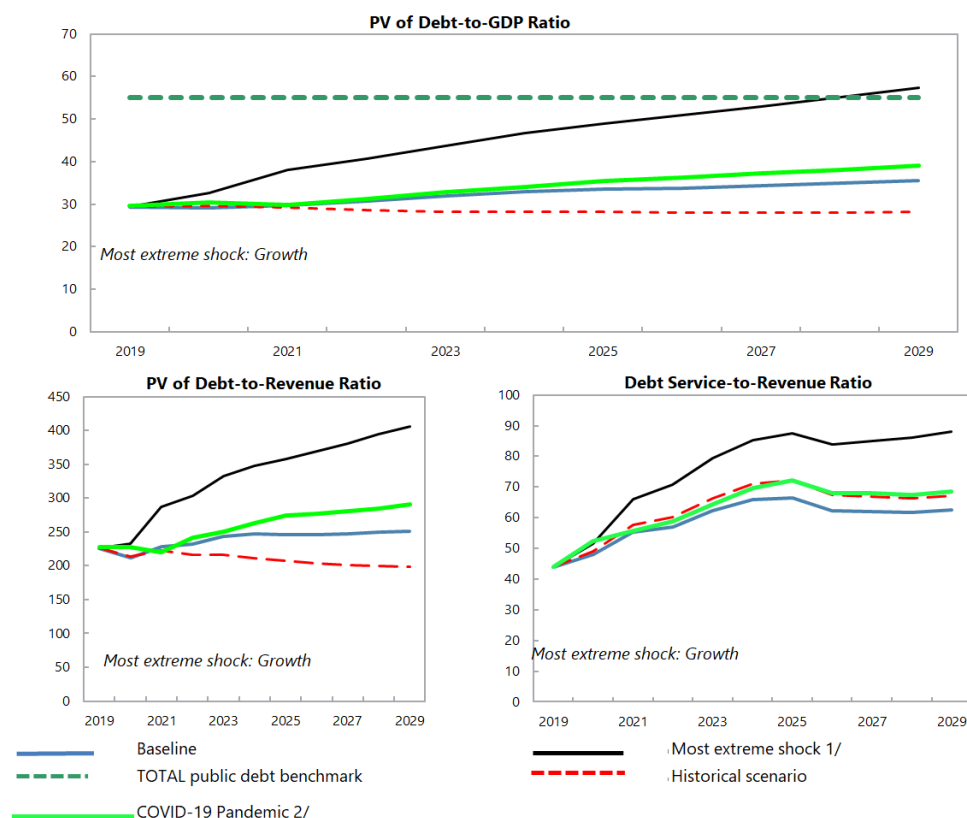 PV of Debt-to-GDP Ratio
70
60
50
40
30
20
10
0
Most extreme shock: Growth
2019 2021 2023 2025 2027 2029
PV of Debt-to-Revenue Ratio
450
400
350
300
250
200
150
100
50
0
Most extreme shock: Growth
2019 2021 2023 2025 2027 2029
Debt Service-to-Revenue Ratio
100
90
80
70
60
50
40
30
20
10
0
Most extreme shock: Growth
2019 2021 2023 2025 2027 2029
Baseline
Most extreme shock 1/
TOTAL public debt benchmark
Historical scenario
COVID-19 Pandemic 2/